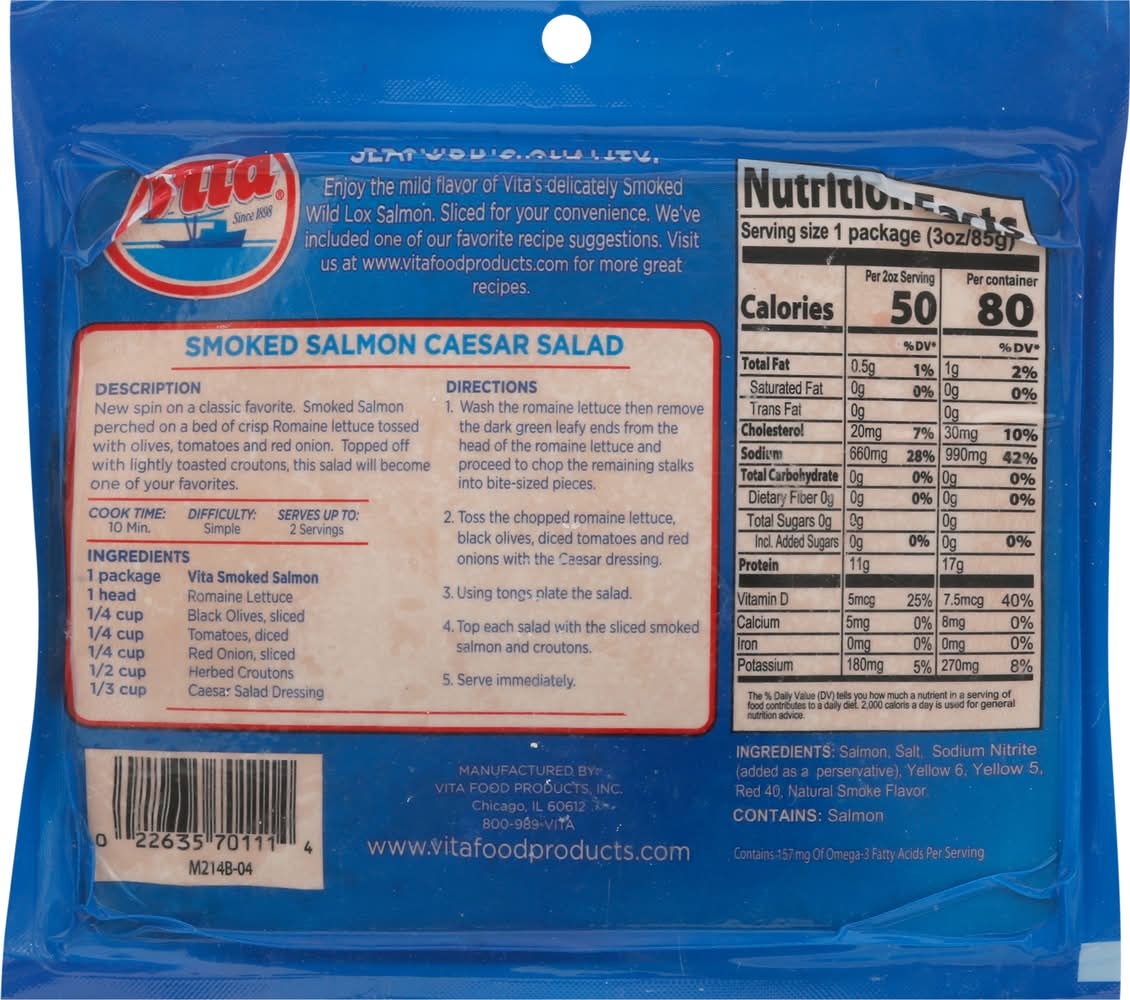 Vita®
Since 1898
Enjoy the mild flavor of Vita's delicately Smoked
Wild Lox Salmon. Sliced for your convenience. We've
included one of our favorite recipe suggestions. Visit
us at www.vitafoodproducts.com for more great
recipes.
SMOKED SALMON CAESAR SALAD
DESCRIPTION
New spin on a classic favorite. Smoked Salmon
perched on a bed of crisp Romaine lettuce tossed
with olives, tomatoes and red onion. Topped off
with lightly toasted croutons, this salad will become
one of your favorites.
COOK TIME: DIFFICULTY: SERVES UP TO:
10 Min. Simple 2 Servings
INGREDIENTS
1 package Vita Smoked Salmon
1 head Romaine Lettuce
1/4 cup Black Olives, sliced
1/4 cup Tomatoes, diced
1/4 cup Red Onion, sliced
1/2 cup Herbed Croutons
1/3 cup Caesar Salad Dressing
DIRECTIONS
1. Wash the romaine lettuce then remove
the dark green leafy ends from the
head of the romaine lettuce and
proceed to chop the remaining stalks
into bite-sized pieces.
2. Toss the chopped romaine lettuce,
black olives, diced tomatoes and red
onions with the Caesar dressing.
3. Using tongs plate the salad.
4. Top each salad with the sliced smoked
salmon and croutons.
5. Serve immediately.
Nutrition Facts
Serving size 1 package (3oz/85g)
Per 2oz Serving Per container
Calories 50 80
%DV* %DV*
Total Fat 0.5g 1% 1g 2%
Saturated Fat 0g 0% 0g 0%
Trans Fat 0g 0g
Cholesterol 20mg 7% 30mg 10%
Sodium 660mg 28% 990mg 42%
Total Carbohydrate 0g 0% 0g 0%
Dietary Fiber 0g 0g 0% 0g 0%
Total Sugars 0g 0g 0g
Incl. Added Sugars 0g 0% 0g 0%
Protein 11g 17g
Vitamin D 5mcg 25% 7.5mcg 40%
Calcium 5mg 0% 8mg 0%
Iron 0mg 0% 0mg 0%
Potassium 180mg 5% 270mg 8%
The % Daily Value (DV) tells you how much a nutrient in a serving of
food contributes to a daily diet. 2,000 caloris a day is used for general
nutrition advice.
INGREDIENTS: Salmon, Salt, Sodium Nitrite
(added as a perservative), Yellow 6, Yellow 5,
Red 40, Natural Smoke Flavor.
CONTAINS: Salmon
Contains 157mg Of Omega-3 Fatty Acids Per Serving
MANUFACTURED BY:
VITA FOOD PRODUCTS, INC.
Chicago, IL 60612
800-989-VITA
www.vitafoodproducts.com
0 22635 70111 4
M214B-04